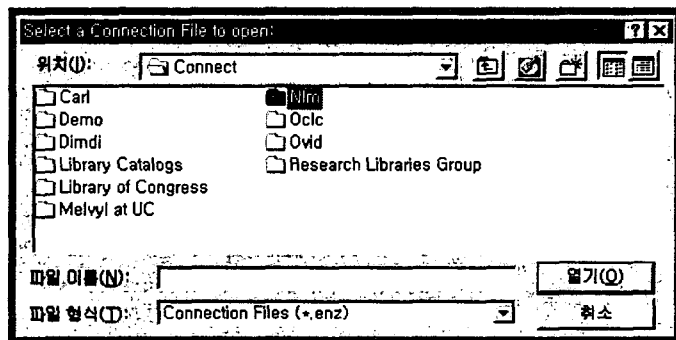 Select a Connection File to open:
위치(I): Connect
Carl
Demo
Dimdi
Library Catalogs
Library of Congress
Melvyl at UC
Nlm
Oclc
Ovid
Research Libraries Group
파일 이름(N):
열기(O)
파일 형식(T): Connection Files (*.enz)
취소